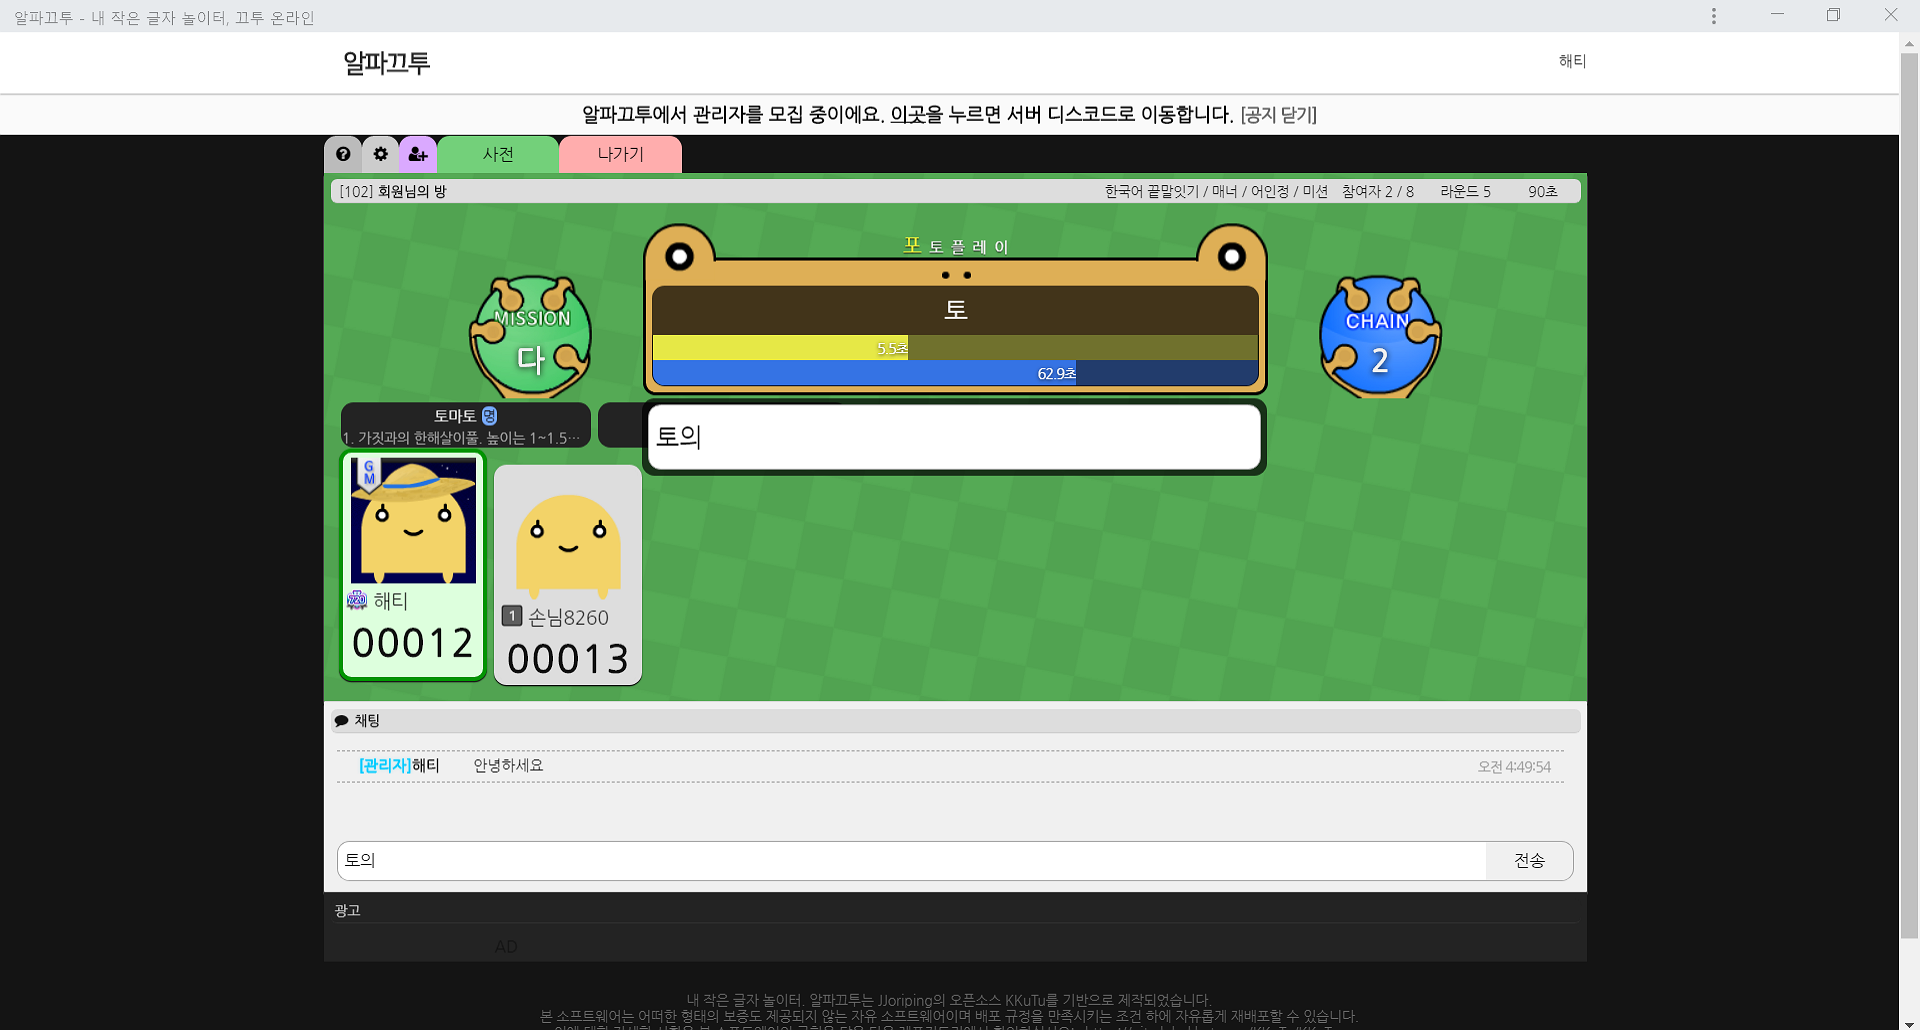 알파끄투 - 내 작은 글자 놀이터, 끄투 온라인
알파끄투
해티
알파끄투에서 관리자를 모집 중이에요. 이곳을 누르면 서버 디스코드로 이동합니다. [공지 닫기]
사전
나가기
[102] 회원님의 방
한국어 끝말잇기 / 매너 / 어인정 / 미션
참여자 2 / 8
라운드 5
90초
포토플레이
MISSION
다
토
5.5초
62.9초
CHAIN
2
토마토 명
1. 가짓과의 한해살이풀. 높이는 1~1.5…
토의
GM
720 해티
00012
1 손님8260
00013
채팅
[관리자]해티 안녕하세요 오전 4:49:54
토의
전송
광고
AD
내 작은 글자 놀이터. 알파끄투는 JJoriping의 오픈소스 KKuTu를 기반으로 제작되었습니다.
본 소프트웨어는 어떠한 형태의 보증도 제공되지 않는 자유 소프트웨어이며 배포 규정을 만족시키는 조건 하에 자유롭게 재배포할 수 있습니다.